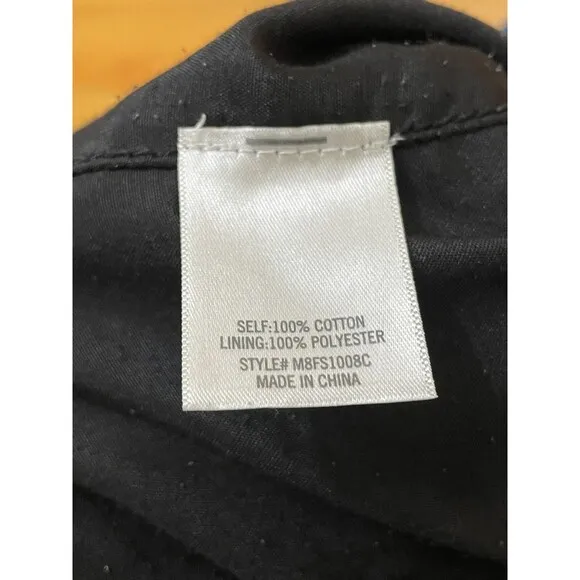 SELF:100% COTTON
LINING:100% POLYESTER
STYLE# M8FS1008C
MADE IN CHINA